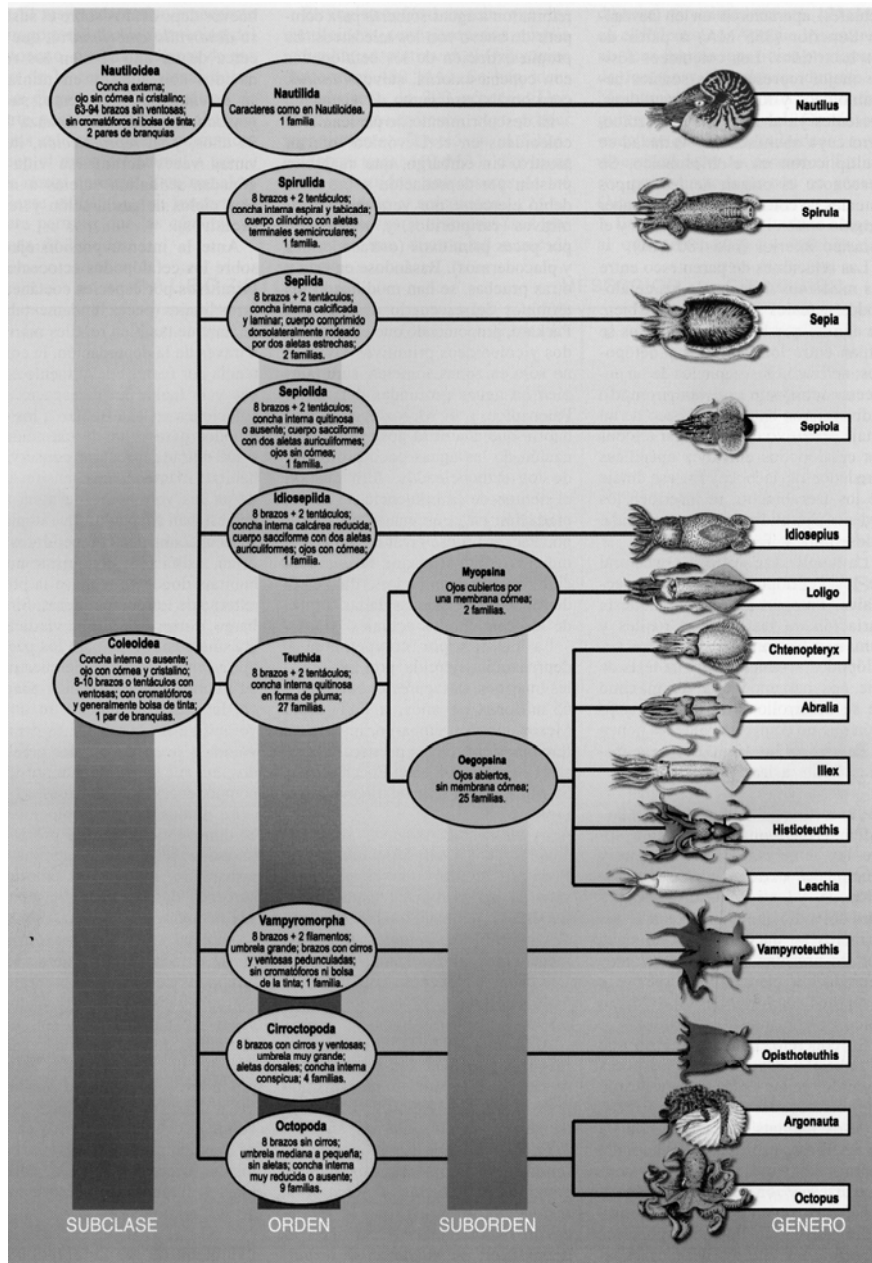 Nautiloidea
Concha externa;
ojo sin córnea ni cristalino;
63-94 brazos sin ventosas;
sin cromatóforos ni bolsa de tinta;
2 pares de branquias
Nautilida
Caracteres como en Nautiloidea.
1 familia
Nautilus
Spirulida
8 brazos + 2 tentáculos;
concha interna espiral y tabicada;
cuerpo cilíndrico con aletas
terminales semicirculares;
1 familia.
Spirula
Sepiida
8 brazos + 2 tentáculos;
concha interna calcificada
y laminar; cuerpo comprimido
dorsolateralmente rodeado
por dos aletas estrechas;
2 familias.
Sepia
Sepiolida
8 brazos + 2 tentáculos;
concha interna quitinosa
o ausente; cuerpo sacciforme
con dos aletas auriculiformes;
ojos sin córnea;
1 familia.
Sepiola
Idiosepiida
8 brazos + 2 tentáculos;
concha interna calcárea reducida;
cuerpo sacciforme con dos aletas
auriculiformes; ojos con córnea;
1 familia.
Idiosepius
Myopsina
Ojos cubiertos por
una membrana córnea;
2 familias.
Loligo
Coleoidea
Concha interna o ausente;
ojo con córnea y cristalino;
8-10 brazos o tentáculos con
ventosas; con cromatóforos
y generalmente bolsa de tinta;
1 par de branquias.
Teuthida
8 brazos + 2 tentáculos;
concha interna quitinosa
en forma de pluma;
27 familias.
Chtenopteryx
Abralia
Oegopsina
Ojos abiertos,
sin membrana córnea;
25 familias.
Illex
Histioteuthis
Leachia
Vampyromorpha
8 brazos + 2 filamentos;
umbrela grande; brazos con cirros
y ventosas pedunculadas;
sin cromatóforos ni bolsa
de la tinta; 1 familia.
Vampyroteuthis
Cirroctopoda
8 brazos con cirros y ventosas;
umbrela muy grande;
aletas dorsales; concha interna
conspicua; 4 familias.
Opisthoteuthis
Octopoda
8 brazos sin cirros;
umbrela mediana a pequeña;
sin aletas; concha interna
muy reducida o ausente;
9 familias.
Argonauta
Octopus
SUBCLASE
ORDEN
SUBORDEN
GENERO